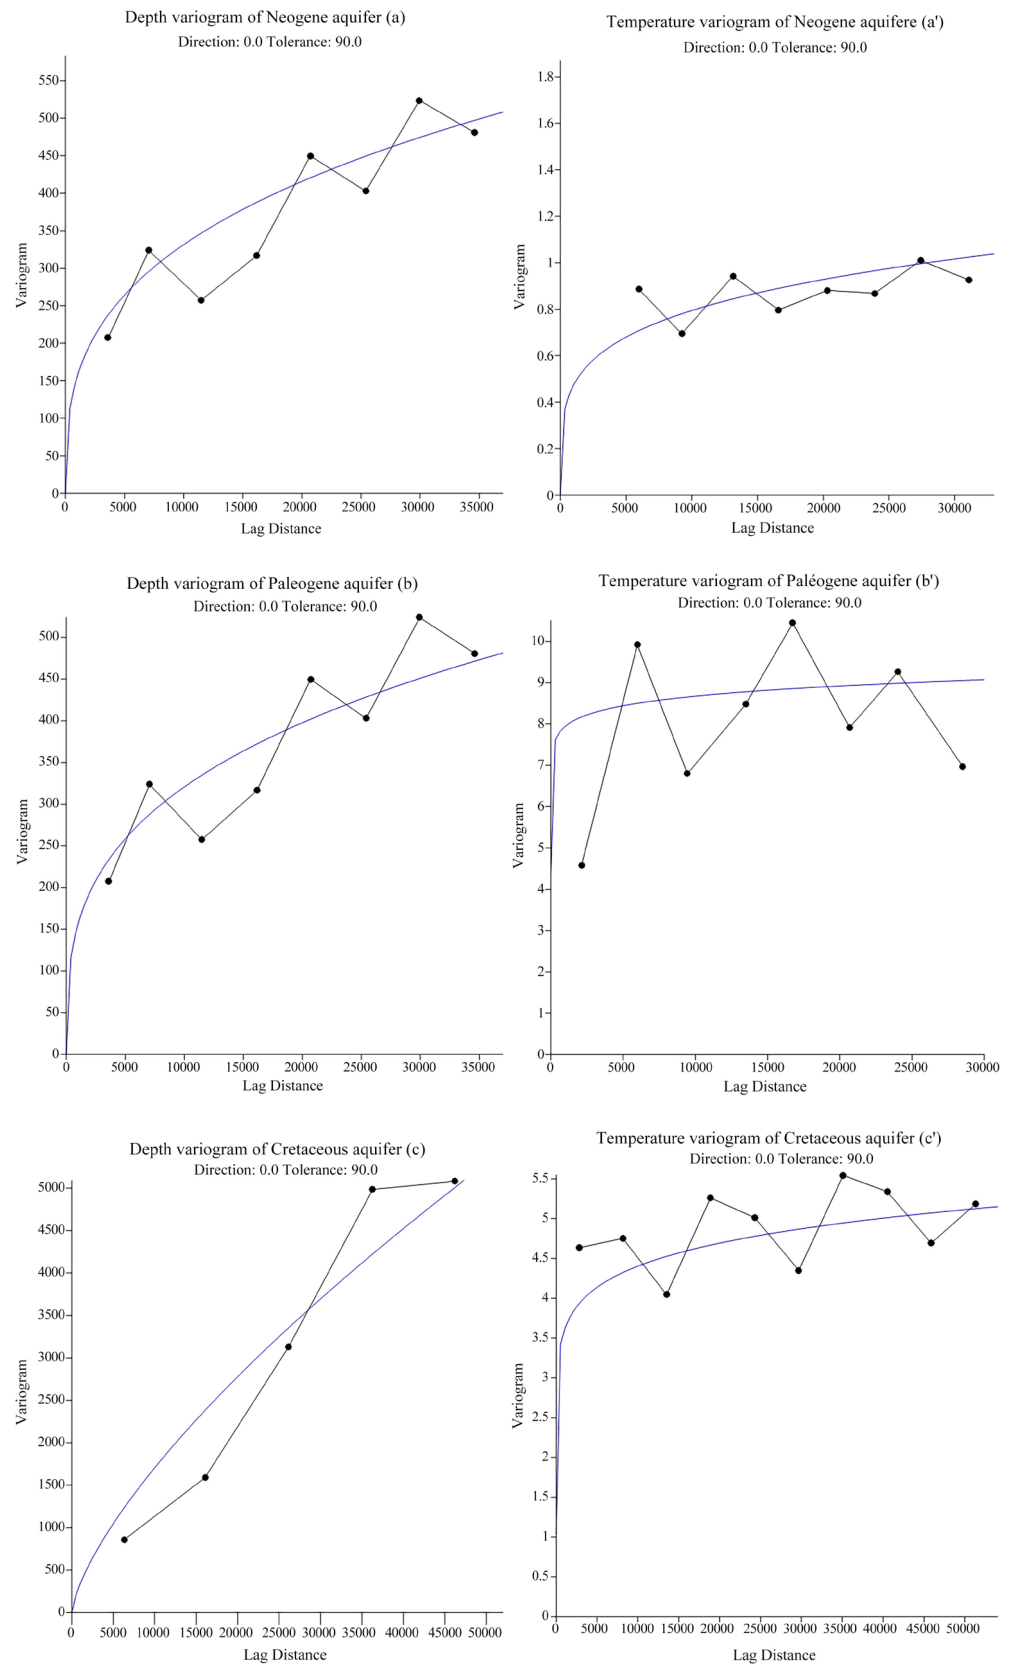 Depth variogram of Neogene aquifer (a)
Direction: 0.0 Tolerance: 90.0
Variogram
550
500
450
400
350
300
250
200
150
100
50
0
0 5000 10000 15000 20000 25000 30000 35000
Lag Distance
Temperature variogram of Neogene aquifere (a')
Direction: 0.0 Tolerance: 90.0
Variogram
1.8
1.6
1.4
1.2
1
0.8
0.6
0.4
0.2
0
0 5000 10000 15000 20000 25000 30000
Lag Distance
Depth variogram of Paleogene aquifer (b)
Direction: 0.0 Tolerance: 90.0
Variogram
500
450
400
350
300
250
200
150
100
50
0
0 5000 10000 15000 20000 25000 30000 35000
Lag Distance
Temperature variogram of Paléogene aquifer (b')
Direction: 0.0 Tolerance: 90.0
Variogram
10
9
8
7
6
5
4
3
2
1
0
0 5000 10000 15000 20000 25000 30000
Lag Distance
Depth variogram of Cretaceous aquifer (c)
Direction: 0.0 Tolerance: 90.0
Variogram
5000
4500
4000
3500
3000
2500
2000
1500
1000
500
0
0 5000 10000 15000 20000 25000 30000 35000 40000 45000 50000
Lag Distance
Temperature variogram of Cretaceous aquifer (c')
Direction: 0.0 Tolerance: 90.0
Variogram
5.5
5
4.5
4
3.5
3
2.5
2
1.5
1
0.5
0
0 5000 10000 15000 20000 25000 30000 35000 40000 45000 50000
Lag Distance